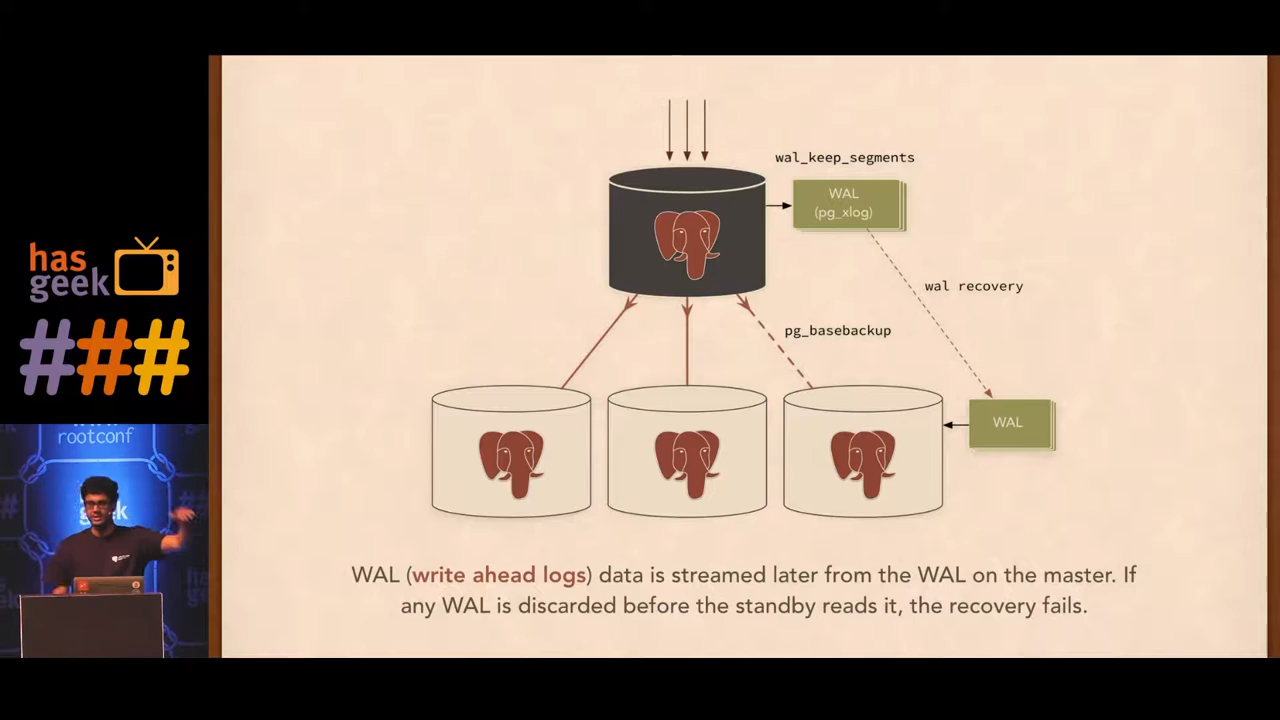 wal_keep_segments
WAL
(pg_xlog)
wal recovery
pg_basebackup
WAL
WAL (write ahead logs) data is streamed later from the WAL on the master. If
any WAL is discarded before the standby reads it, the recovery fails.
has
geek
###
rootconf